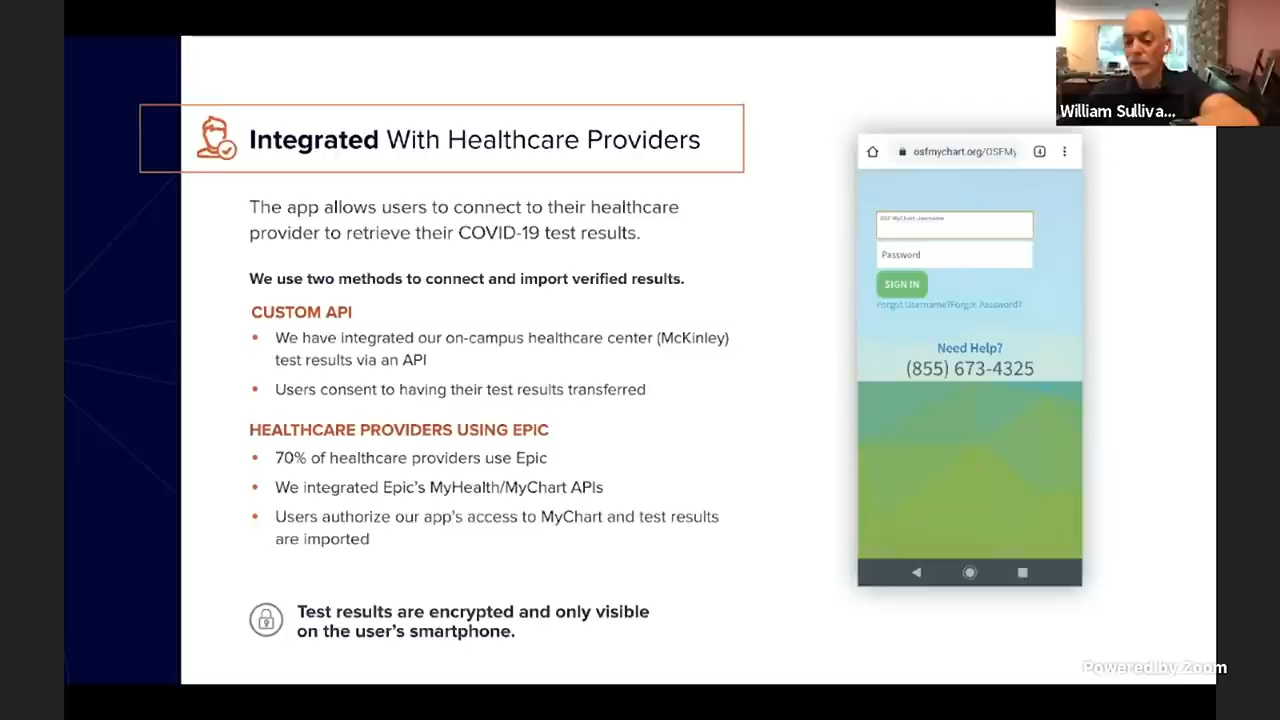 William Sulliva...
Integrated With Healthcare Providers
The app allows users to connect to their healthcare
provider to retrieve their COVID-19 test results.
We use two methods to connect and import verified results.
CUSTOM API
• We have integrated our on-campus healthcare center (McKinley)
test results via an API
• Users consent to having their test results transferred
HEALTHCARE PROVIDERS USING EPIC
• 70% of healthcare providers use Epic
• We integrated Epic's MyHealth/MyChart APIs
• Users authorize our app's access to MyChart and test results
are imported
Test results are encrypted and only visible
on the user's smartphone.
osfmychart.org/OSFMy
4
OSF MyChart Username
Password
SIGN IN
Forgot Username?Forgot Password?
Need Help?
(855) 673-4325
Powered by Zoom